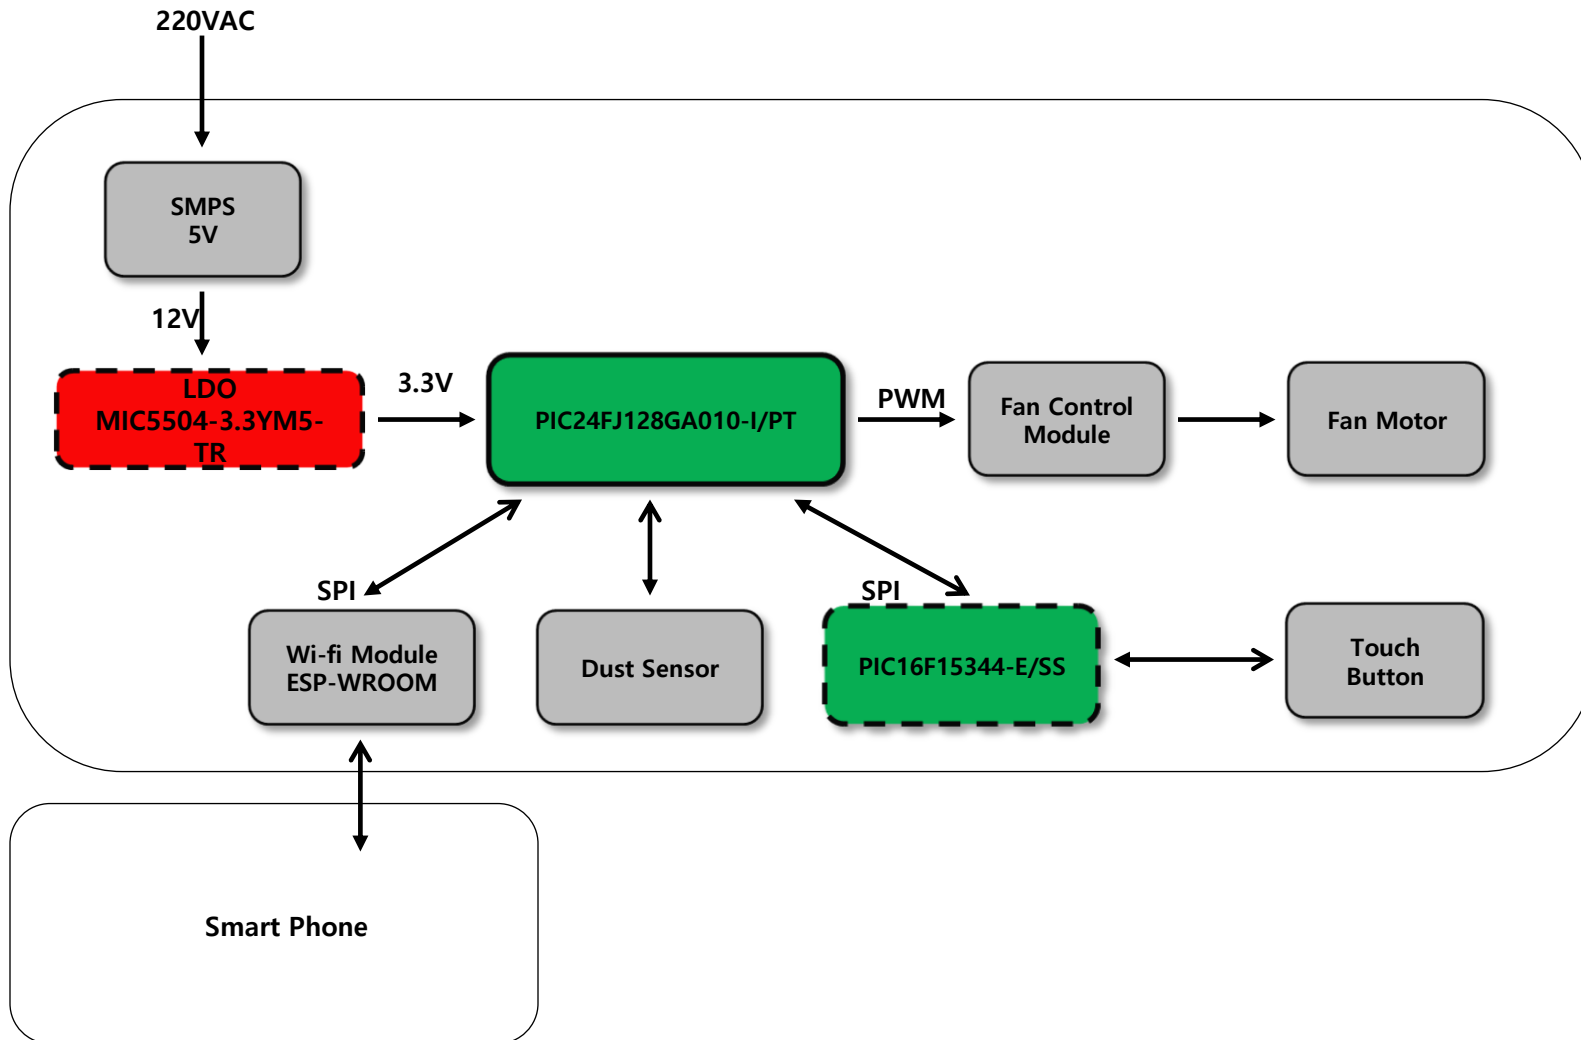 220VAC
SMPS
5V
12V
LDO
MIC5504-3.3YM5-
TR
3.3V
PIC24FJ128GA010-I/PT
PWM
Fan Control
Module
Fan Motor
SPI
SPI
Wi-fi Module
ESP-WROOM
Dust Sensor
PIC16F15344-E/SS
Touch
Button
Smart Phone